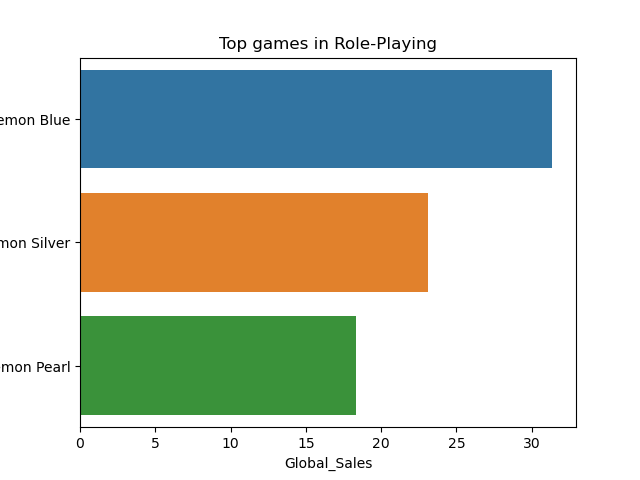 Top games in Role-Playing
emon Blue
mon Silver
mon Pearl
0 5 10 15 20 25 30
Global_Sales